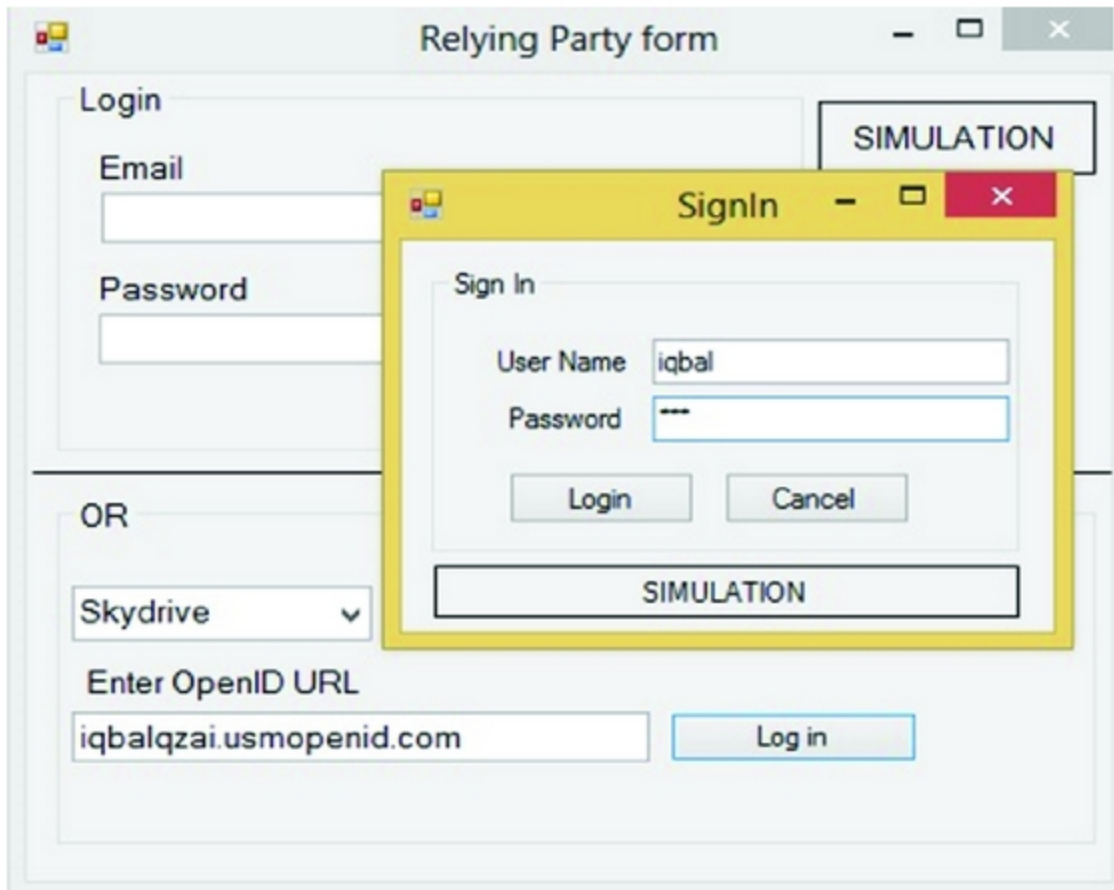 Relying Party form
Login
SIMULATION
Email
Password
SignIn
Sign In
User Name iqbal
Password ---
Login Cancel
SIMULATION
OR
Skydrive
Enter OpenID URL
iqbalqzai.usmopenid.com Log in